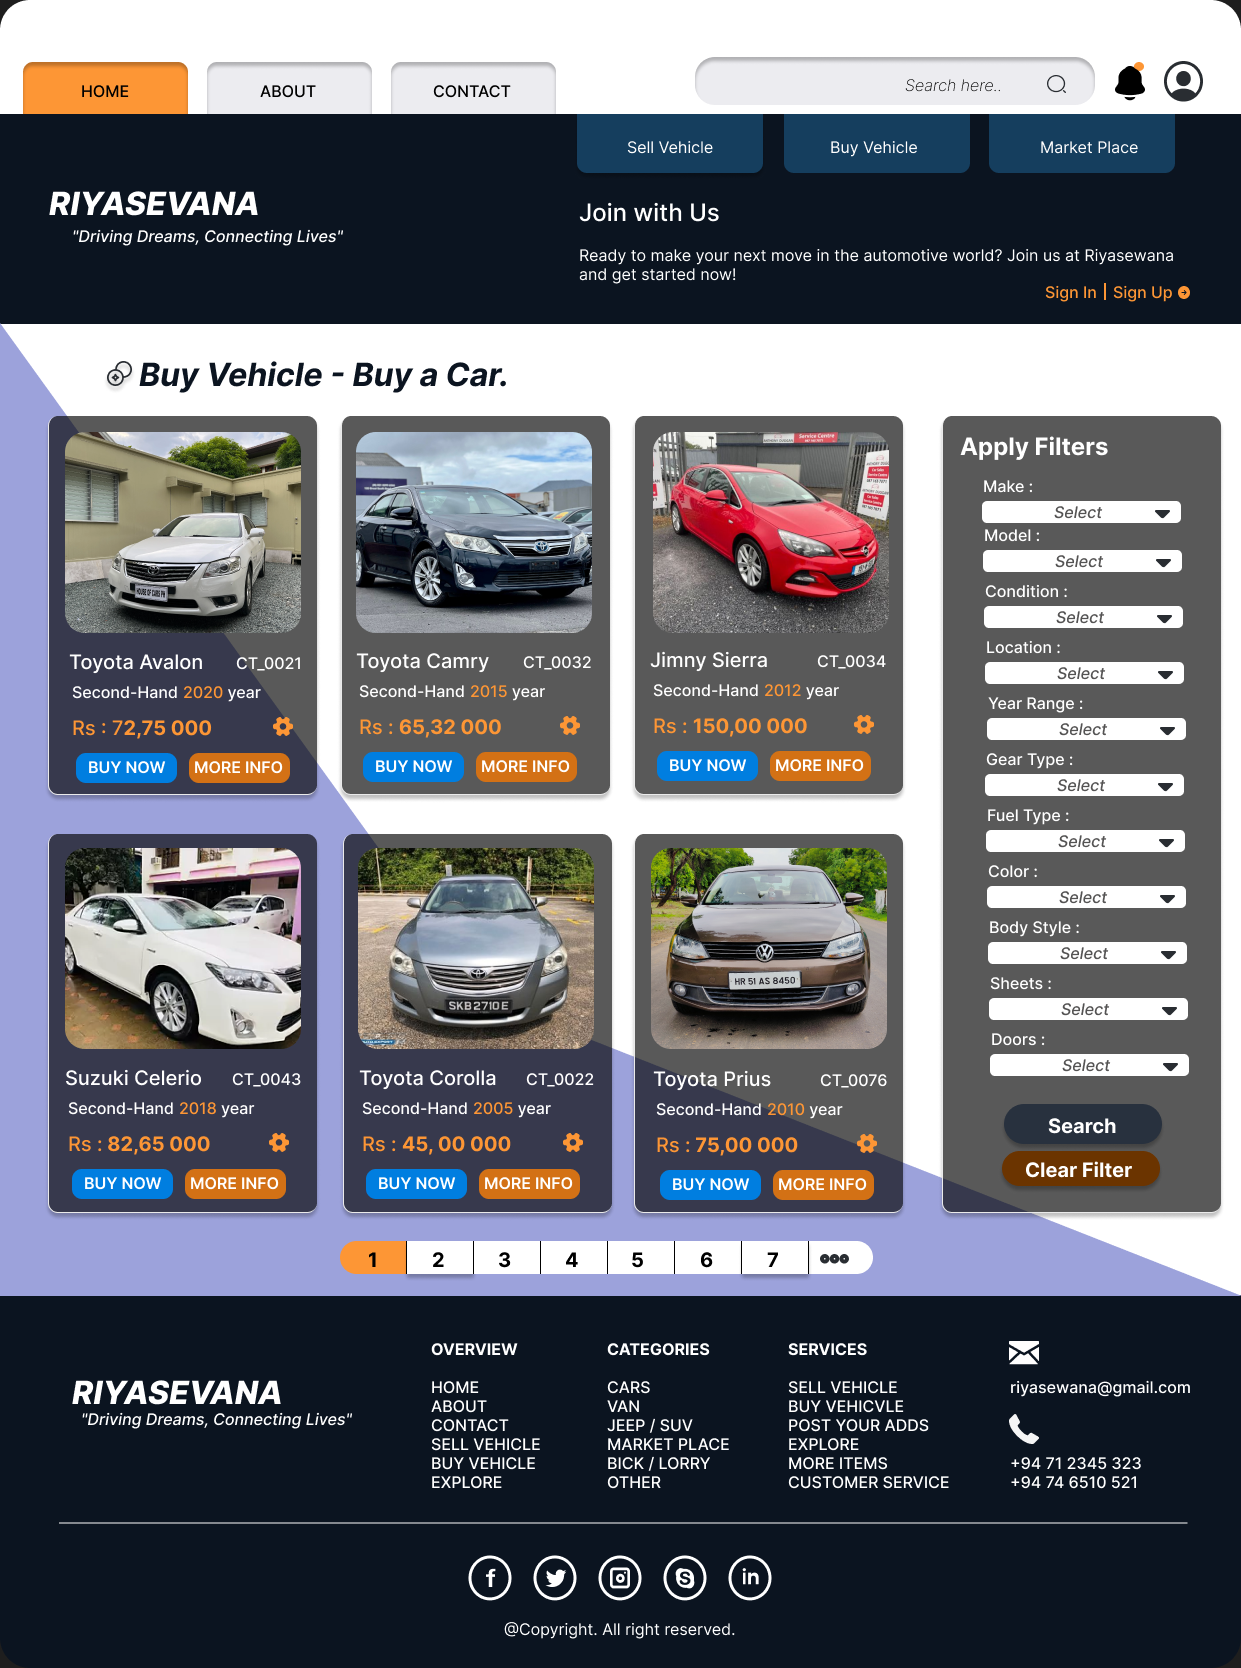 HOME
ABOUT
CONTACT
Search here..
Sell Vehicle
Buy Vehicle
Market Place
RIYASEVANA
"Driving Dreams, Connecting Lives"
Join with Us
Ready to make your next move in the automotive world? Join us at Riyasewana
and get started now!
Sign In | Sign Up
Buy Vehicle - Buy a Car.
HOUSE OF CARS PH
Toyota Avalon CT_0021
Second-Hand 2020 year
Rs : 72,75 000
BUY NOW MORE INFO
Toyota Camry CT_0032
Second-Hand 2015 year
Rs : 65,32 000
BUY NOW MORE INFO
Service Centre
Jimny Sierra CT_0034
Second-Hand 2012 year
Rs : 150,00 000
BUY NOW MORE INFO
Suzuki Celerio CT_0043
Second-Hand 2018 year
Rs : 82,65 000
BUY NOW MORE INFO
SKB2710E
Toyota Corolla CT_0022
Second-Hand 2005 year
Rs : 45, 00 000
BUY NOW MORE INFO
HR 51 AS 8450
Toyota Prius CT_0076
Second-Hand 2010 year
Rs : 75,00 000
BUY NOW MORE INFO
Apply Filters
Make :
Select
Model :
Select
Condition :
Select
Location :
Select
Year Range :
Select
Gear Type :
Select
Fuel Type :
Select
Color :
Select
Body Style :
Select
Sheets :
Select
Doors :
Select
Search
Clear Filter
1 2 3 4 5 6 7
RIYASEVANA
"Driving Dreams, Connecting Lives"
OVERVIEW
HOME
ABOUT
CONTACT
SELL VEHICLE
BUY VEHICLE
EXPLORE
CATEGORIES
CARS
VAN
JEEP / SUV
MARKET PLACE
BICK / LORRY
OTHER
SERVICES
SELL VEHICLE
BUY VEHICVLE
POST YOUR ADDS
EXPLORE
MORE ITEMS
CUSTOMER SERVICE
riyasewana@gmail.com
+94 71 2345 323
+94 74 6510 521
@Copyright. All right reserved.